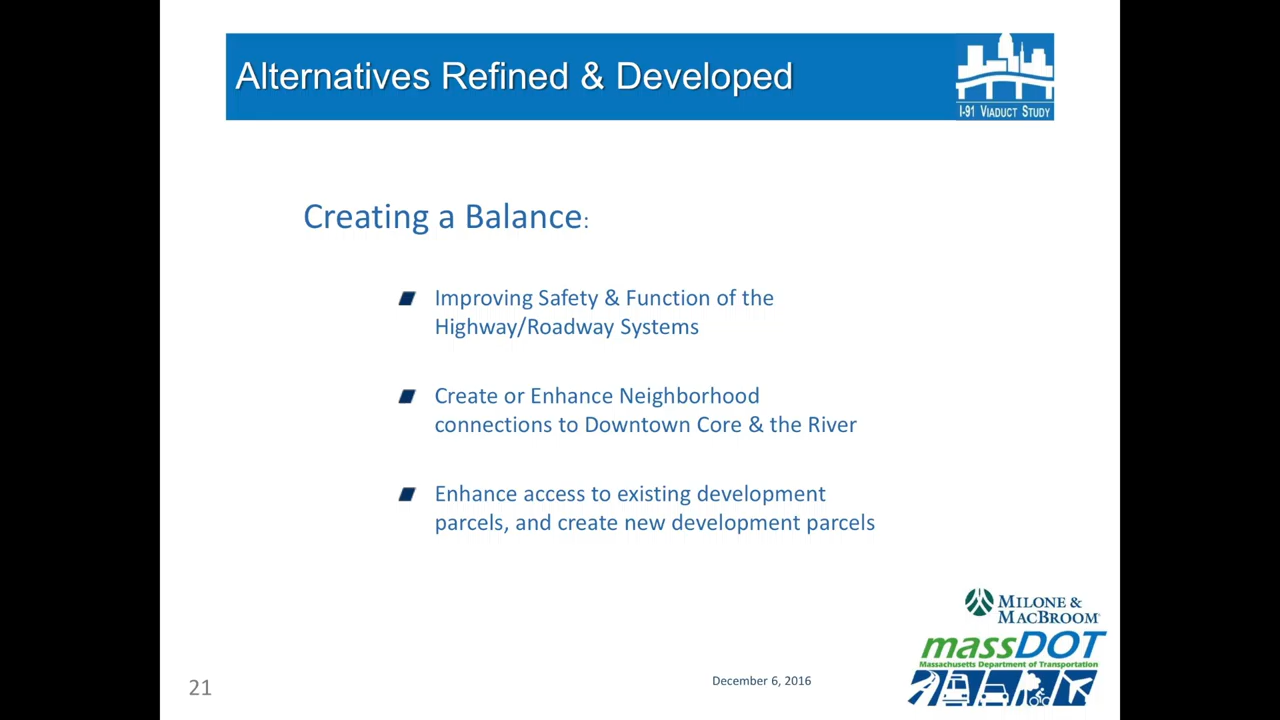 Alternatives Refined & Developed
I-91 VIADUCT STUDY
Creating a Balance:
Improving Safety & Function of the
Highway/Roadway Systems
Create or Enhance Neighborhood
connections to Downtown Core & the River
Enhance access to existing development
parcels, and create new development parcels
MILONE &
MACBROOM
massDOT
Massachusetts Department of Transportation
December 6, 2016
21